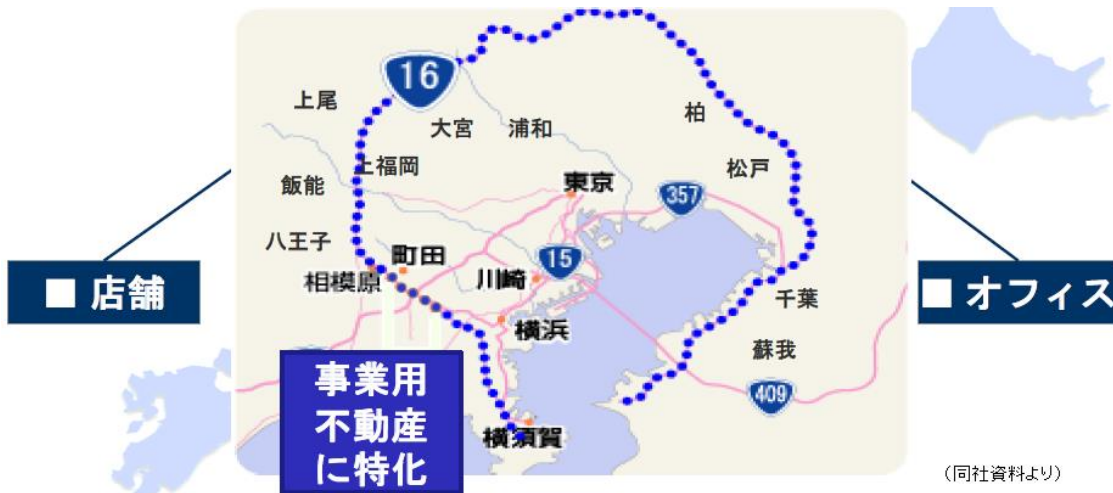 16
上尾
大宮
浦和
柏
上福岡
松戸
飯能
東京
357
八王子
町田
15
相模原
川崎
■ 店舗
■ オフィス
千葉
横浜
蘇我
事業用
不動産
に特化
409
横須賀
(同社資料より)